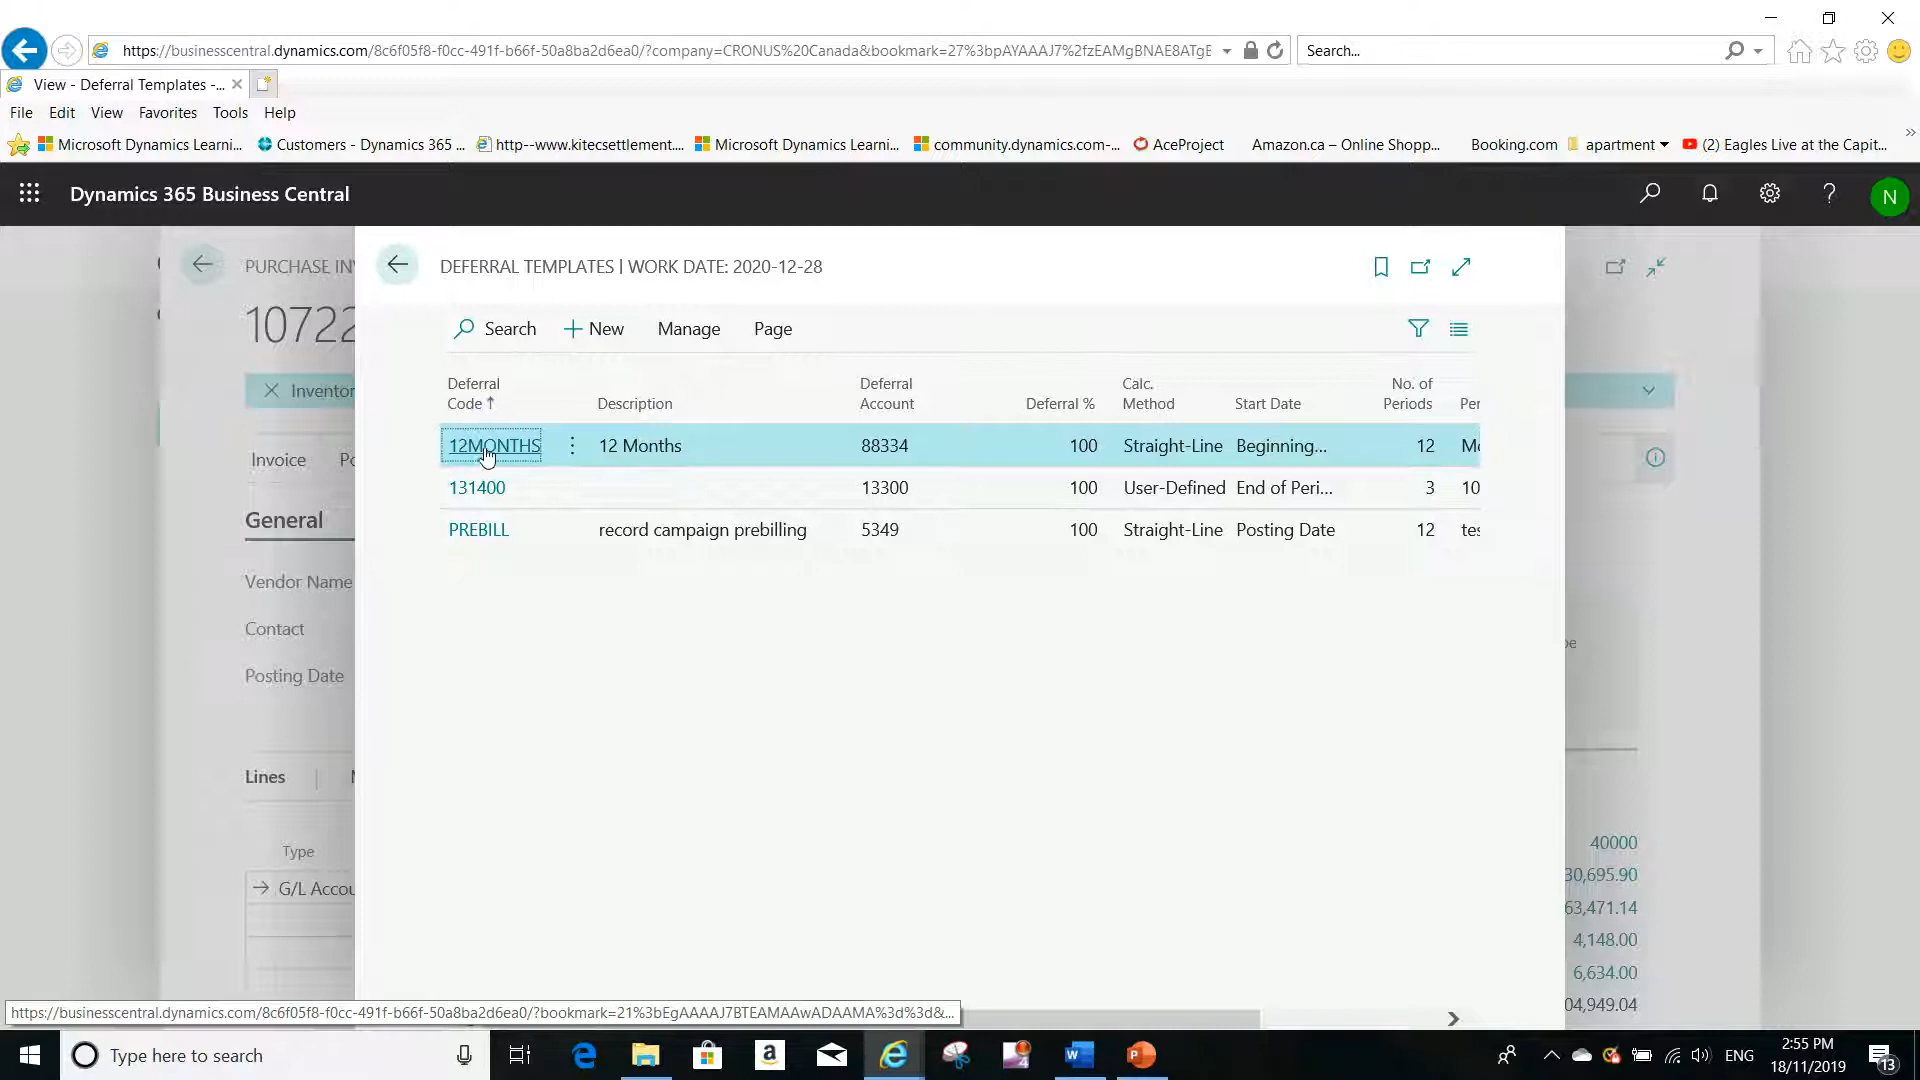 https://businesscentral.dynamics.com/8c6f05f8-f0cc-491f-b66f-50a8ba2d6ea0/?company=CRONUS%20Canada&bookmark=27%3bpAYAAAJ7%2fzEAMgBNAE8ATgE
Search...
View - Deferral Templates -...
File Edit View Favorites Tools Help
Microsoft Dynamics Learni... Customers - Dynamics 365 ... http--www.kitecsettlement.... Microsoft Dynamics Learni... community.dynamics.com-... AceProject Amazon.ca – Online Shopp... Booking.com apartment (2) Eagles Live at the Capit...
Dynamics 365 Business Central
N
PURCHASE IN
DEFERRAL TEMPLATES | WORK DATE: 2020-12-28
10722
Search New Manage Page
Inventor
Deferral Code Description Deferral Account Deferral % Calc. Method Start Date No. of Periods Per
12MONTHS 12 Months 88334 100 Straight-Line Beginning... 12 Mo
131400 13300 100 User-Defined End of Peri... 3 10
PREBILL record campaign prebilling 5349 100 Straight-Line Posting Date 12 tes
Invoice Po
General
Vendor Name
Contact
Posting Date
Lines
Type
G/L Accou
40000
30,695.90
63,471.14
4,148.00
6,634.00
04,949.04
https://businesscentral.dynamics.com/8c6f05f8-f0cc-491f-b66f-50a8ba2d6ea0/?bookmark=21%3bEgAAAAJ7BTEAMAAwADAAMA%3d%3d&...
Type here to search
ENG
2:55 PM
18/11/2019
13